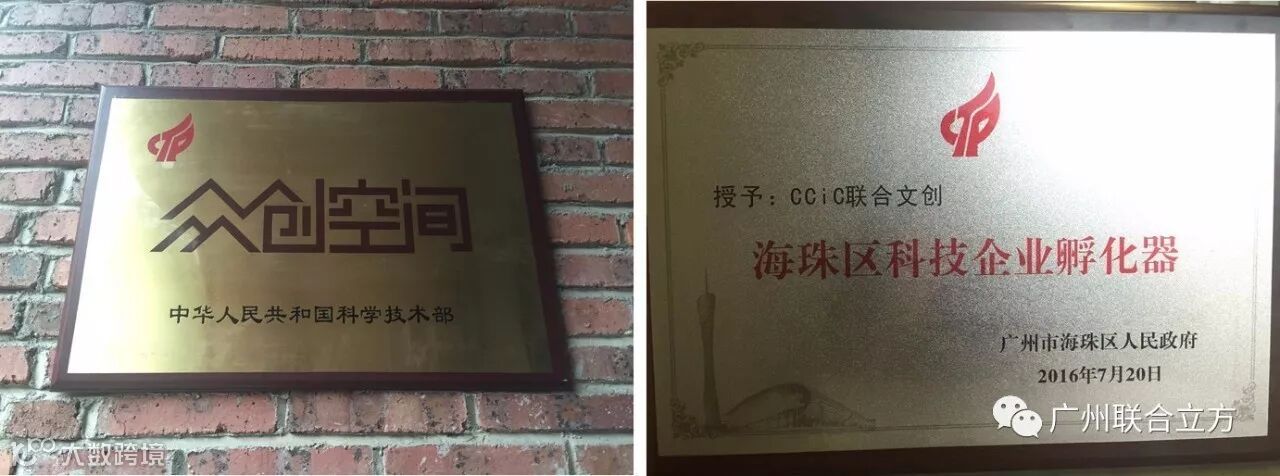 众创空间
中华人民共和国科学技术部
授予：CCiC联合文创
海珠区科技企业孵化器
广州市海珠区人民政府
2016年7月20日
广州联合立方
大数跨境